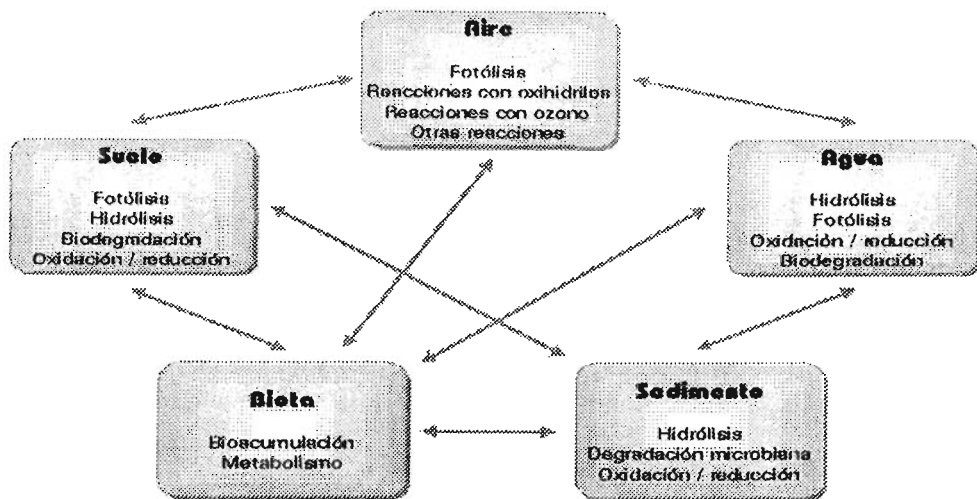 Aire
Fotólisis
Reacciones con oxihidrilos
Reacciones con ozono
Otras reacciones
Suelo
Fotólisis
Hidrólisis
Biodegradación
Oxidación / reducción
Agua
Hidrólisis
Fotólisis
Oxidación / reducción
Biodegradación
Biota
Bioacumulación
Metabolismo
Sedimento
Hidrólisis
Degradación microbiana
Oxidación / reducción